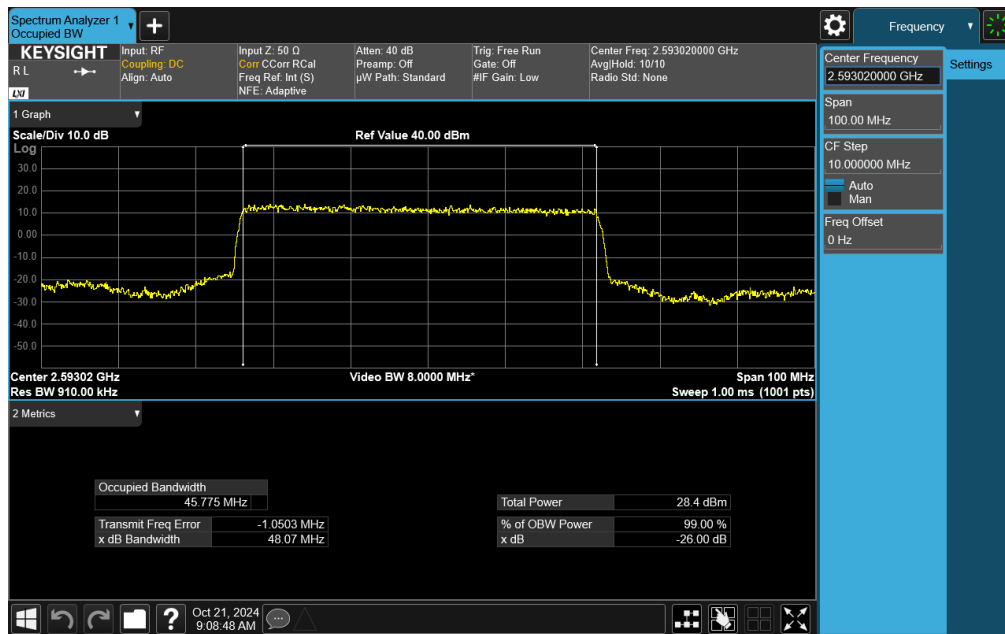 Spectrum Analyzer 1
Occupied BW
Frequency
KEYSIGHT
R L
LXI
Input: RF
Coupling: DC
Align: Auto
Input Z: 50 Ω
Corr CCorr RCal
Freq Ref: Int (S)
NFE: Adaptive
Atten: 40 dB
Preamp: Off
µW Path: Standard
Trig: Free Run
Gate: Off
#IF Gain: Low
Center Freq: 2.593020000 GHz
Avg|Hold: 10/10
Radio Std: None
Center Frequency
2.593020000 GHz
Settings
Span
100.00 MHz
CF Step
10.000000 MHz
Auto
Man
Freq Offset
0 Hz
1 Graph
Scale/Div 10.0 dB
Ref Value 40.00 dBm
Log
30.0
20.0
10.0
0.00
-10.0
-20.0
-30.0
-40.0
-50.0
Center 2.59302 GHz
Video BW 8.0000 MHz*
Span 100 MHz
Res BW 910.00 kHz
Sweep 1.00 ms (1001 pts)
2 Metrics
Occupied Bandwidth
45.775 MHz
Total Power 28.4 dBm
Transmit Freq Error -1.0503 MHz
% of OBW Power 99.00 %
x dB Bandwidth 48.07 MHz
x dB -26.00 dB
?
Oct 21, 2024
9:08:48 AM